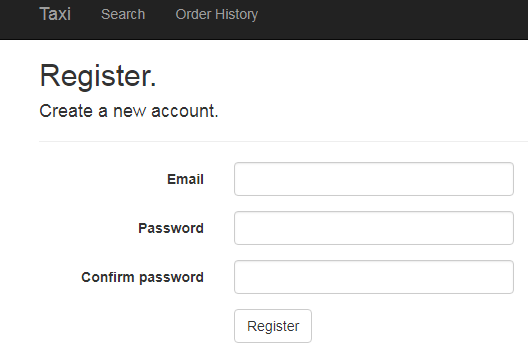 Taxi Search Order History
Register.
Create a new account.
Email
Password
Confirm password
Register